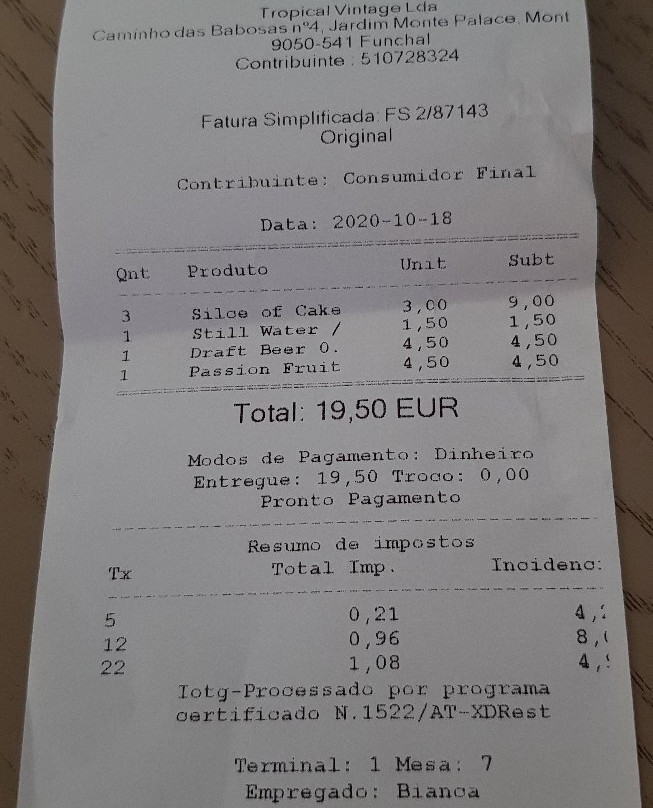 Tropical Vintage Lda
Caminho das Babosas nº4, Jardim Monte Palace, Mont
9050-541 Funchal
Contribuinte : 510728324
Fatura Simplificada: FS 2/87143
Original
Contribuinte: Consumidor Final
Data: 2020-10-18
Qnt Produto Unit Subt
3 Silce of Cake 3,00 9,00
1 Still Water / 1,50 1,50
1 Draft Beer 0. 4,50 4,50
1 Passion Fruit 4,50 4,50
Total: 19,50 EUR
Modos de Pagamento: Dinheiro
Entregue: 19,50 Troco: 0,00
Pronto Pagamento
Resumo de impostos
Tx Total Imp. Incidenc:
5 0,21 4,
12 0,96 8,
22 1,08 4,
Iotg-Processado por programa
certificado N.1522/AT-XDRest
Terminal: 1 Mesa: 7
Empregado: Bianca